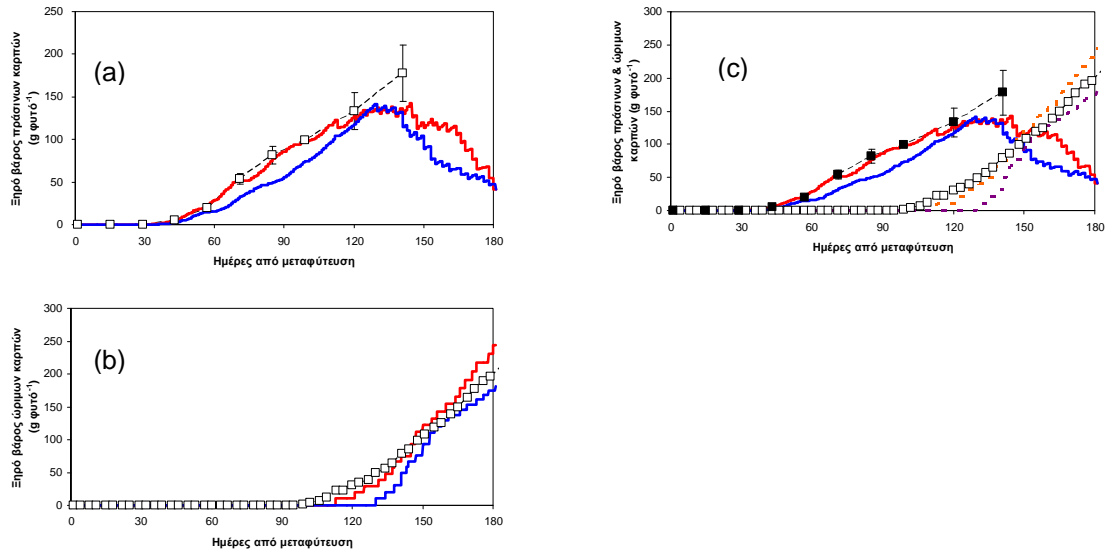 250
200
150
100
50
0
0 30 60 90 120 150 180
Ξηρό βάρος πράσινων καρπών
(g φυτό⁻¹)
(a)
Ημέρες από μεταφύτευση
300
250
200
150
100
50
0
0 30 60 90 120 150 180
Ξηρό βάρος πράσινων & ώριμων
καρπών (g φυτό⁻¹)
(c)
Ημέρες από μεταφύτευση
300
250
200
150
100
50
0
0 30 60 90 120 150 180
Ξηρό βάρος ώριμων καρπών
(g φυτό⁻¹)
(b)
Ημέρες από μεταφύτευση